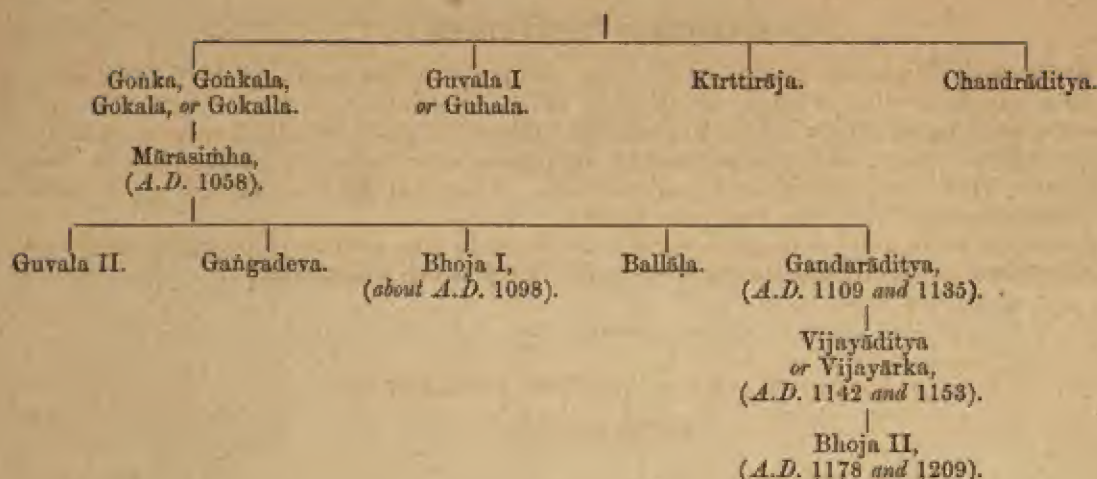 Goṅka, Goṅkala, Guvala I Kīrttirāja. Chandrāditya.
Gokala, or Gokalla. or Guhala.
Mārasiṁha,
(A.D. 1058).
Guvala II. Gaṅgadeva. Bhoja I, Ballāḷa. Gandarāditya,
(about A.D. 1098). (A.D. 1109 and 1135).
Vijayāditya
or Vijayārka,
(A.D. 1142 and 1153).
Bhoja II,
(A.D. 1178 and 1209).